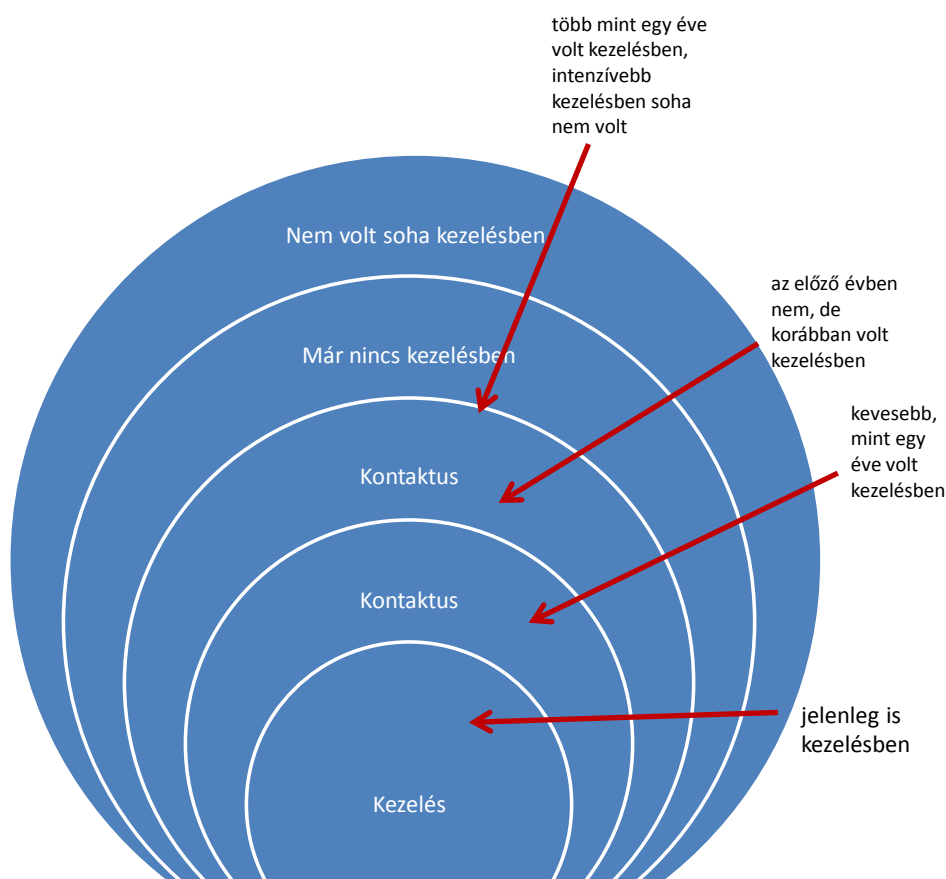 több mint egy éve
volt kezelésben,
intenzívebb
kezelésben soha
nem volt
Nem volt soha kezelésben
az előző évben
nem, de
korábban volt
kezelésben
Már nincs kezelésben
kevesebb,
mint egy
éve volt
kezelésben
Kontaktus
Kontaktus
jelenleg is
kezelésben
Kezelés